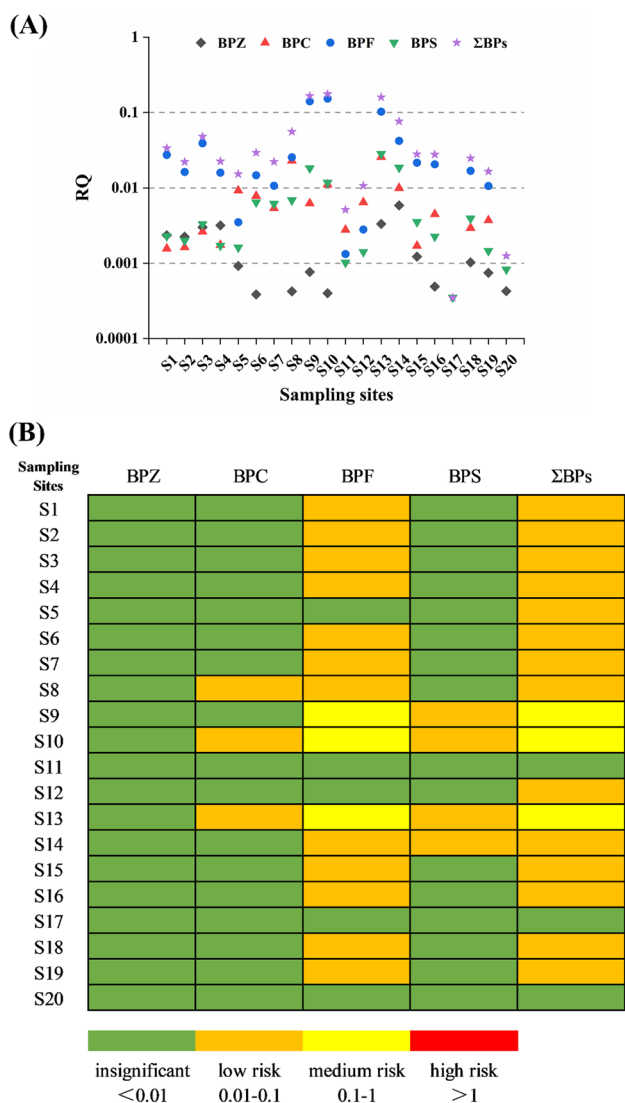 (A)
BPZ BPC BPF BPS ΣBPs
1
0.1
0.01
0.001
0.0001
RQ
S1 S2 S3 S4 S5 S6 S7 S8 S9 S10 S11 S12 S13 S14 S15 S16 S17 S18 S19 S20
Sampling sites
(B)
Sampling
Sites
BPZ BPC BPF BPS ΣBPs
S1
S2
S3
S4
S5
S6
S7
S8
S9
S10
S11
S12
S13
S14
S15
S16
S17
S18
S19
S20
insignificant low risk medium risk high risk
<0.01 0.01-0.1 0.1-1 >1